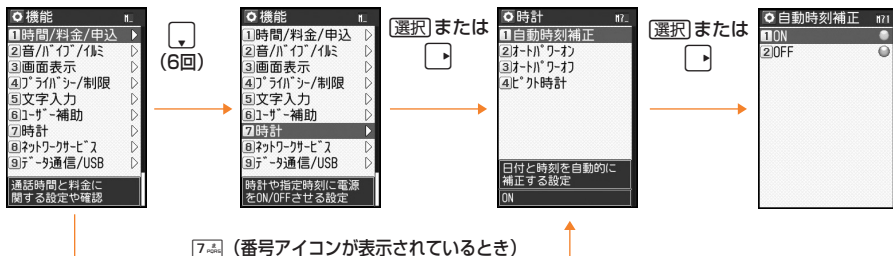 機能 M_
1時間/料金/申込
2音/ﾊﾞｲﾌﾞ/ｲﾙﾐ
3画面表示
4ﾌﾟﾗｲﾊﾞｼｰ/制限
5文字入力
6ﾕｰｻﾞｰ補助
7時計
8ﾈｯﾄﾜｰｸｻｰﾋﾞｽ
9ﾃﾞｰﾀ通信/USB
通話時間と料金に
関する設定や確認
(6回)
機能 M_
1時間/料金/申込
2音/ﾊﾞｲﾌﾞ/ｲﾙﾐ
3画面表示
4ﾌﾟﾗｲﾊﾞｼｰ/制限
5文字入力
6ﾕｰｻﾞｰ補助
7時計
8ﾈｯﾄﾜｰｸｻｰﾋﾞｽ
9ﾃﾞｰﾀ通信/USB
時計や指定時刻に電源
をON/OFFさせる設定
選択または
時計 M7_
1自動時刻補正
2ｵｰﾄﾊﾟﾜｰｵﾝ
3ｵｰﾄﾊﾟﾜｰｵﾌ
4ﾋﾟｸﾄ時計
日付と時刻を自動的に
補正する設定
ON
選択または
自動時刻補正 M71
1ON
2OFF
7 (番号アイコンが表示されているとき)